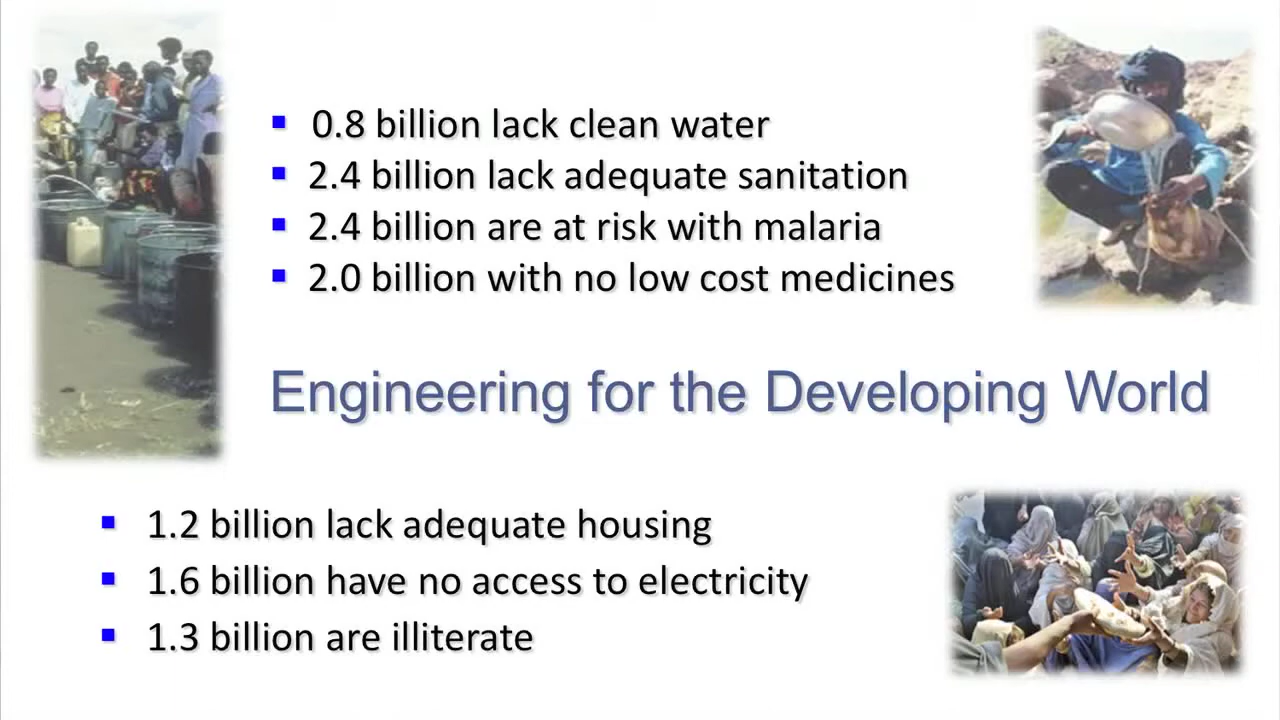 ▪ 0.8 billion lack clean water
▪ 2.4 billion lack adequate sanitation
▪ 2.4 billion are at risk with malaria
▪ 2.0 billion with no low cost medicines
Engineering for the Developing World
▪ 1.2 billion lack adequate housing
▪ 1.6 billion have no access to electricity
▪ 1.3 billion are illiterate